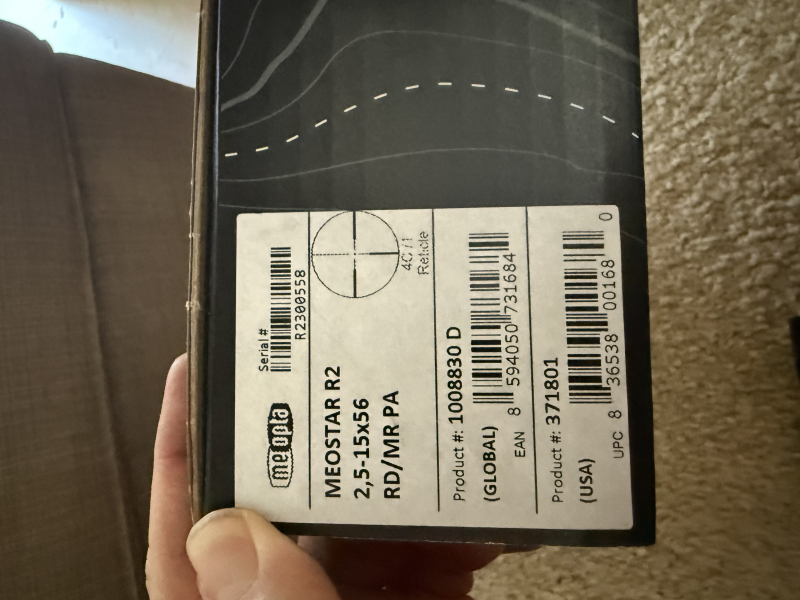 meopta
Serial#
R2300558
MEOSTAR R2
2,5-15x56
RD/MR PA
4C /1
Reticle
Product #: 1008830 D
(GLOBAL)
EAN
8 594050 731684
Product #: 371801
(USA)
UPC
8 36538 00168 0